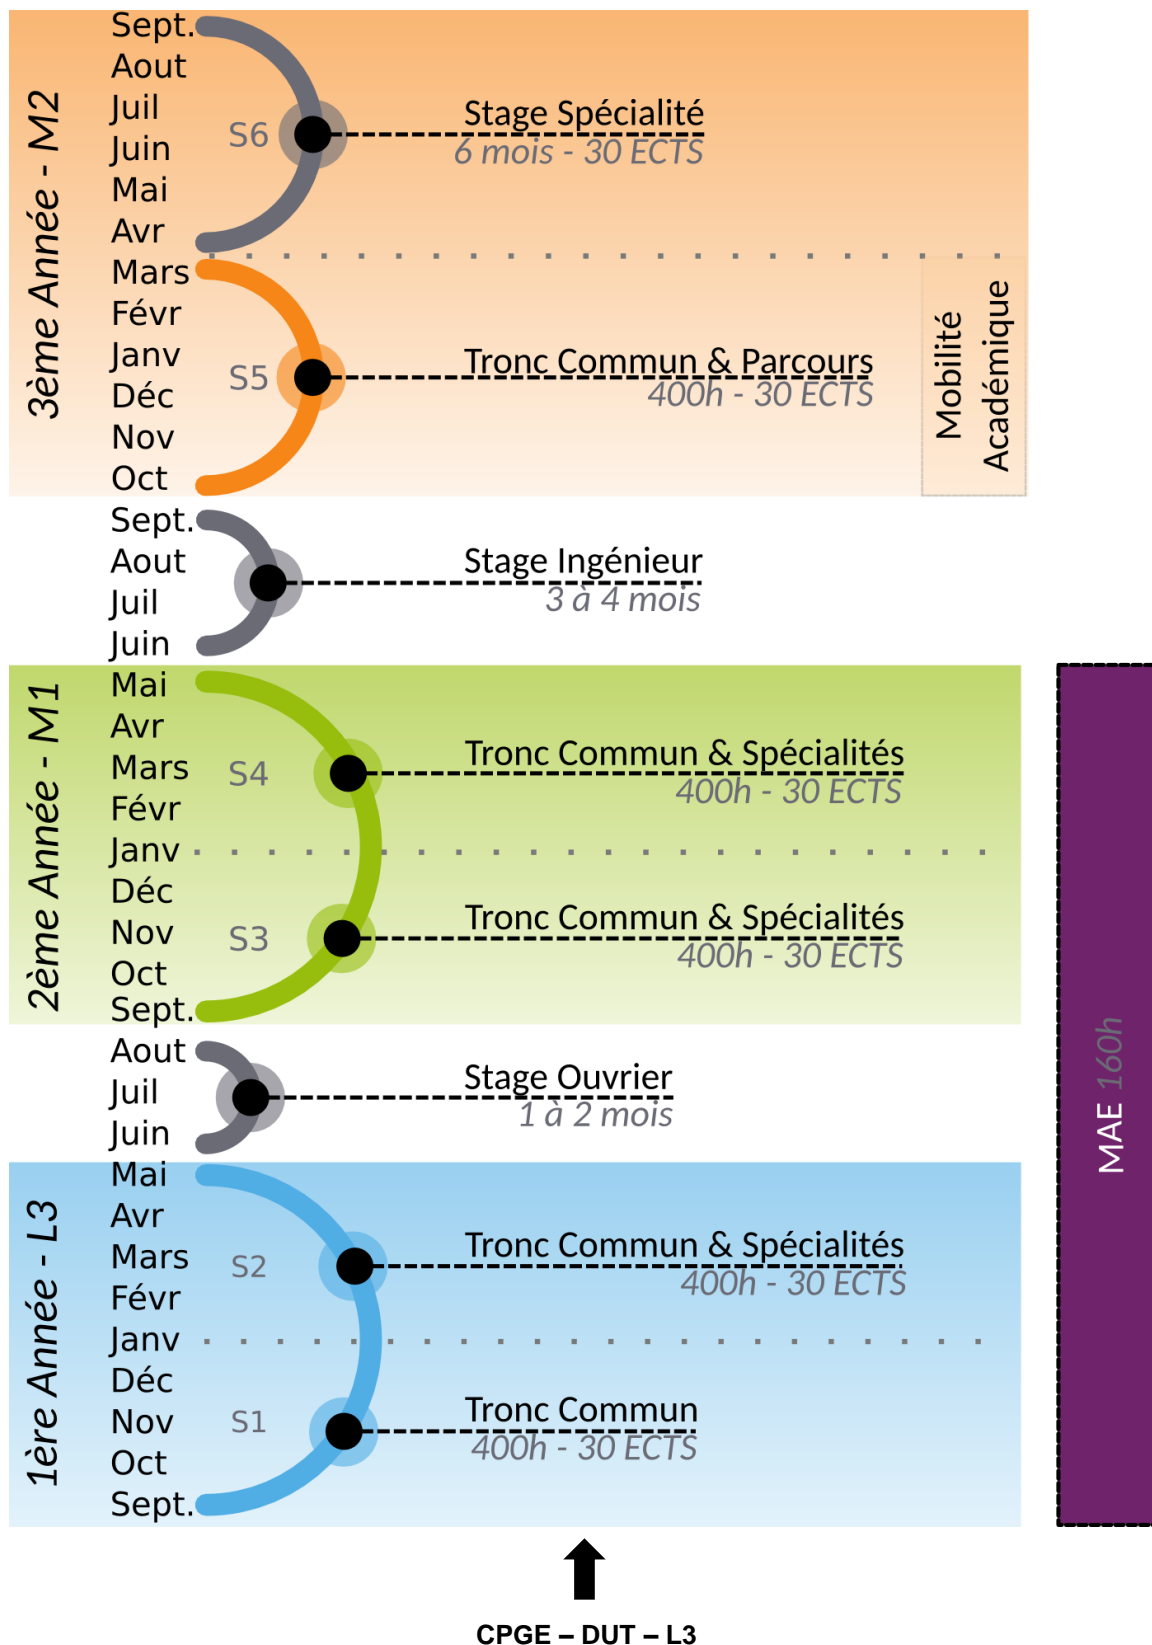 3ème Année - M2
Sept.
Aout
Juil
Juin
Mai
Avr
S6
Stage Spécialité
6 mois - 30 ECTS
Mars
Févr
Janv
Déc
Nov
Oct
S5
Tronc Commun & Parcours
400h - 30 ECTS
Mobilité
Académique
Sept.
Aout
Juil
Juin
Stage Ingénieur
3 à 4 mois
2ème Année - M1
Mai
Avr
Mars
Févr
Janv
S4
Tronc Commun & Spécialités
400h - 30 ECTS
Déc
Nov
Oct
Sept.
S3
Tronc Commun & Spécialités
400h - 30 ECTS
Aout
Juil
Juin
Stage Ouvrier
1 à 2 mois
1ère Année - L3
Mai
Avr
Mars
Févr
Janv
S2
Tronc Commun & Spécialités
400h - 30 ECTS
Déc
Nov
Oct
Sept.
S1
Tronc Commun
400h - 30 ECTS
MAE 160h
CPGE – DUT – L3